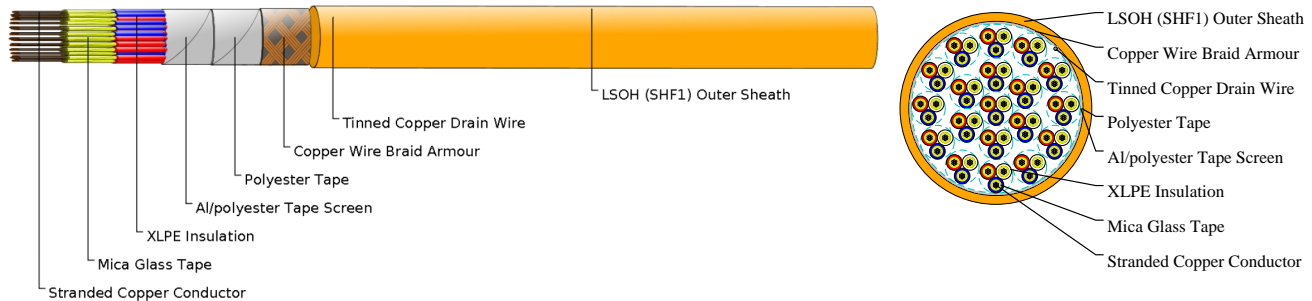 LSOH (SHF1) Outer Sheath
Tinned Copper Drain Wire
Copper Wire Braid Armour
Polyester Tape
Al/polyester Tape Screen
XLPE Insulation
Mica Glass Tape
Stranded Copper Conductor
LSOH (SHF1) Outer Sheath
Copper Wire Braid Armour
Tinned Copper Drain Wire
Polyester Tape
Al/polyester Tape Screen
XLPE Insulation
Mica Glass Tape
Stranded Copper Conductor